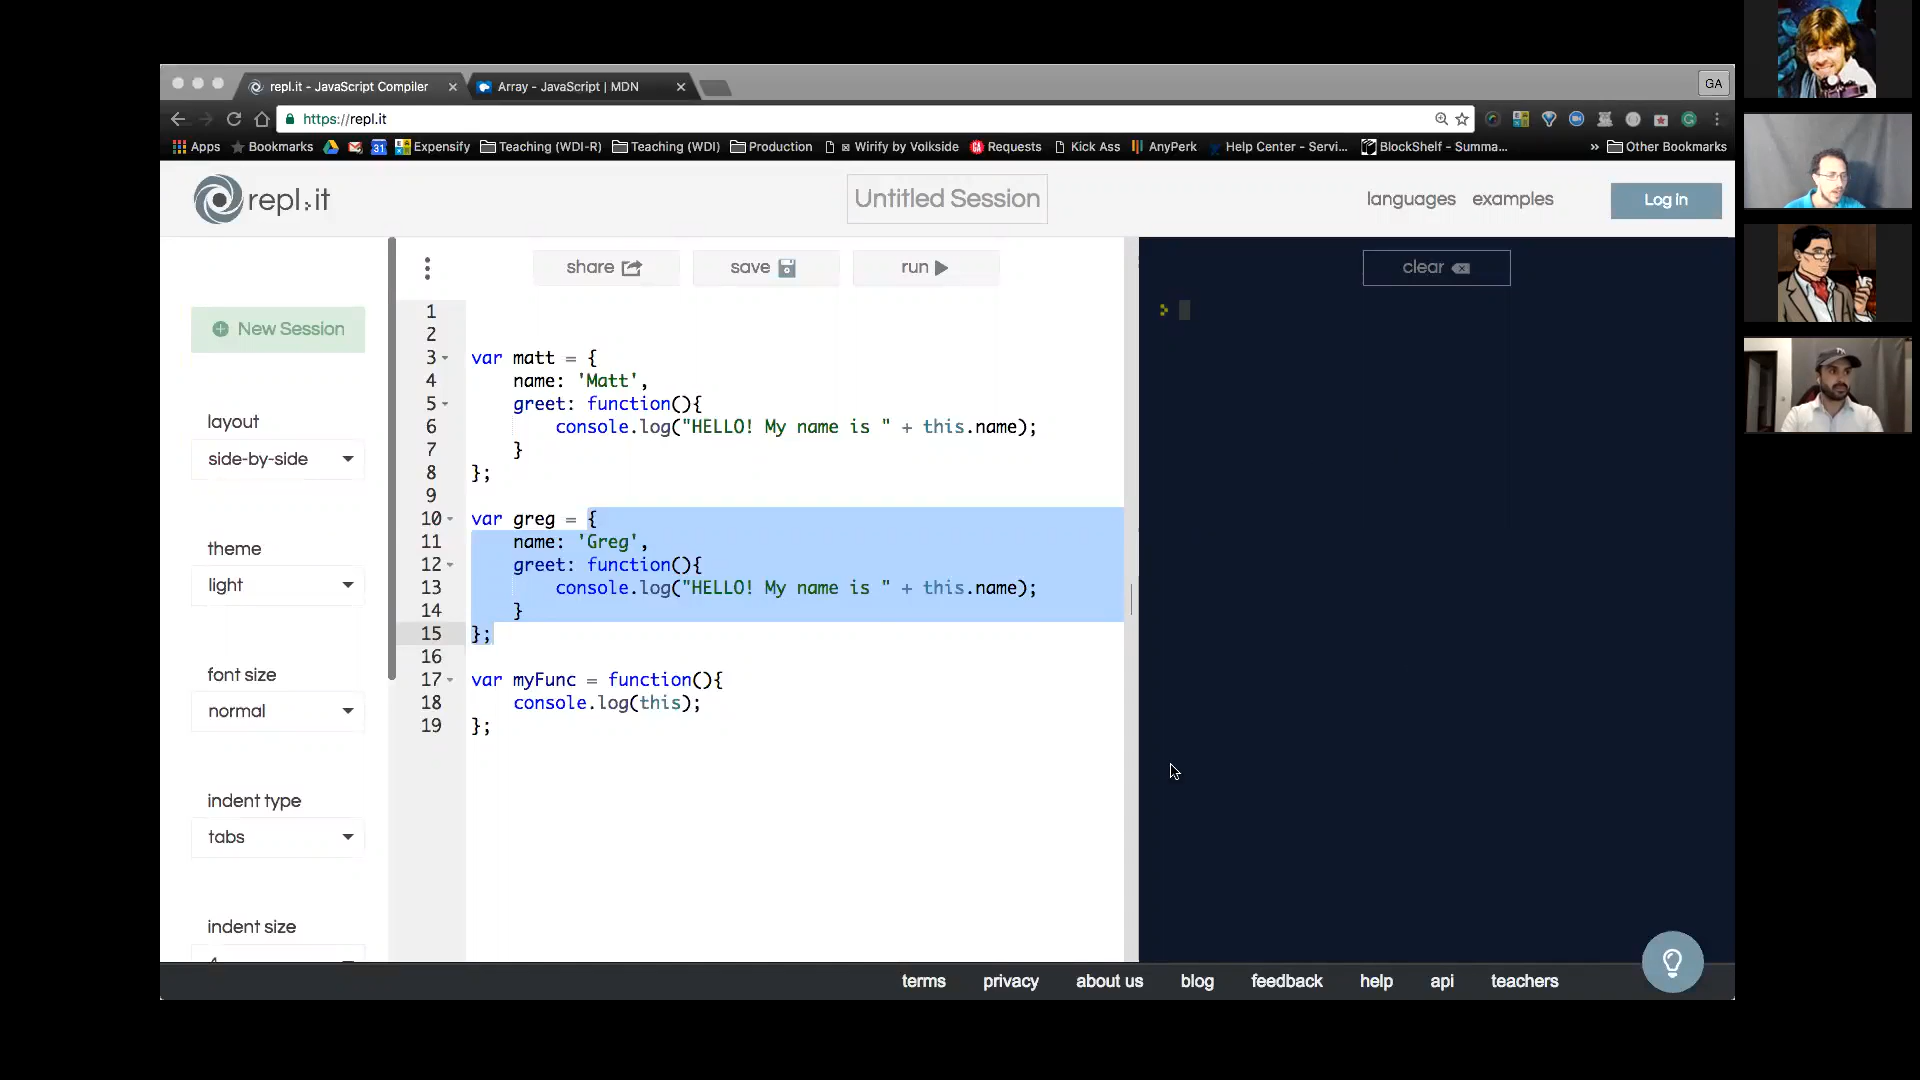 repl.it - JavaScript Compiler
Array - JavaScript | MDN
GA
https://repl.it
Apps
Bookmarks
31
Expensify
Teaching (WDI-R)
Teaching (WDI)
Production
Wirify by Volkside
GA
Requests
Kick Ass
AnyPerk
Help Center - Servi...
BlockShelf - Summa...
»
Other Bookmarks
repl.it
Untitled Session
languages
examples
Log in
share
save
run
clear
New Session
layout
side-by-side
theme
light
font size
normal
indent type
tabs
indent size
1
2
3 var matt = {
4 name: 'Matt',
5 greet: function(){
6 console.log("HELLO! My name is " + this.name);
7 }
8 };
9
10 var greg = {
11 name: 'Greg',
12 greet: function(){
13 console.log("HELLO! My name is " + this.name);
14 }
15 };
16
17 var myFunc = function(){
18 console.log(this);
19 };
terms
privacy
about us
blog
feedback
help
api
teachers